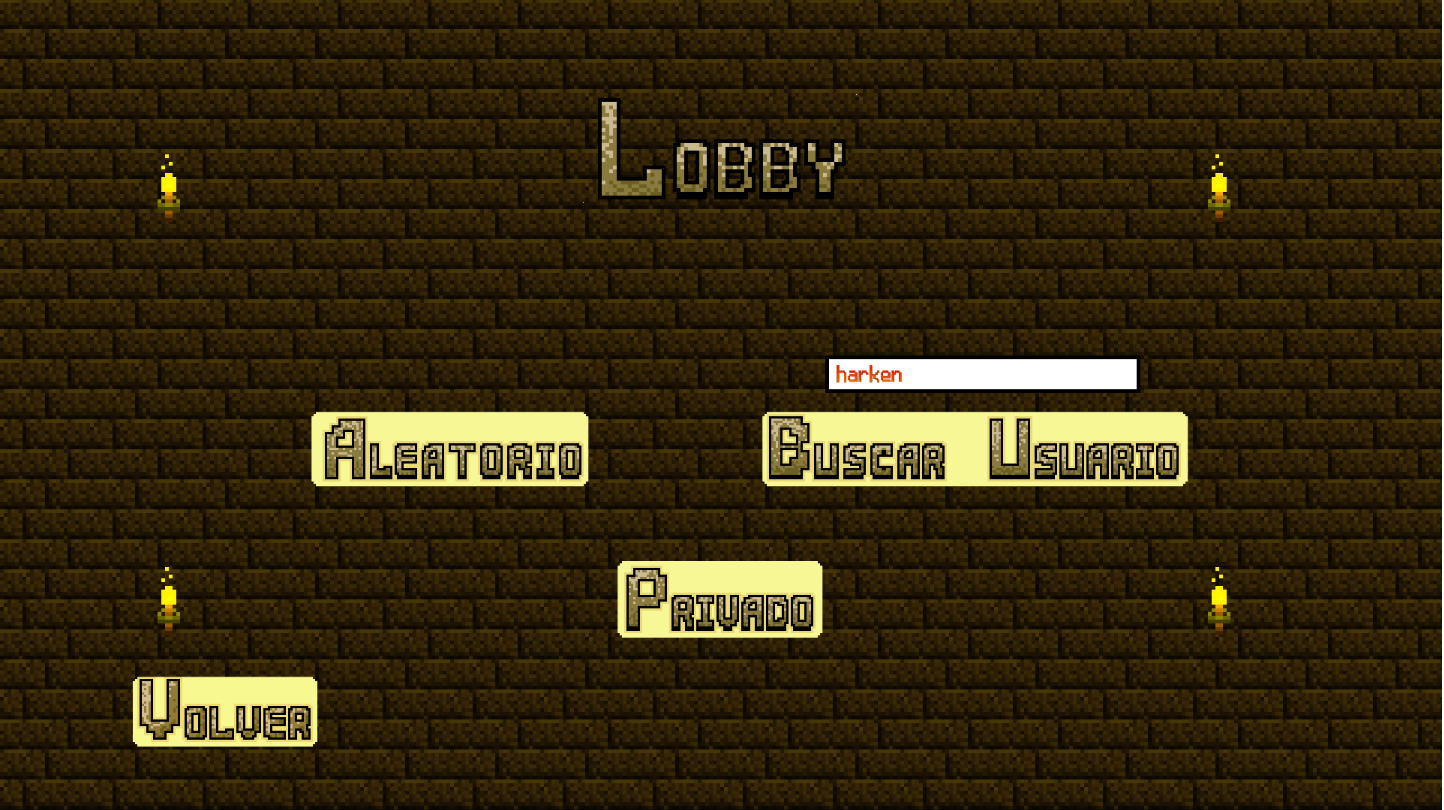 Lobby
harken
Aleatorio
Buscar Usuario
Privado
Volver